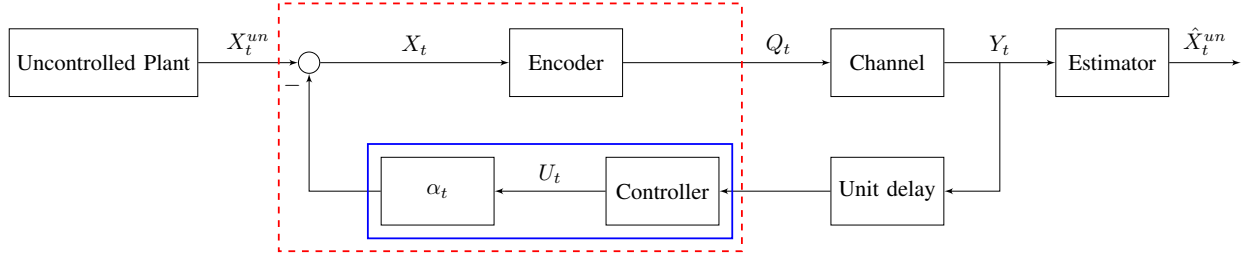 Uncontrolled Plant
X_t^{un}
−
X_t
Encoder
Q_t
Channel
Y_t
Estimator
\hat{X}_t^{un}
α_t
U_t
Controller
Unit delay